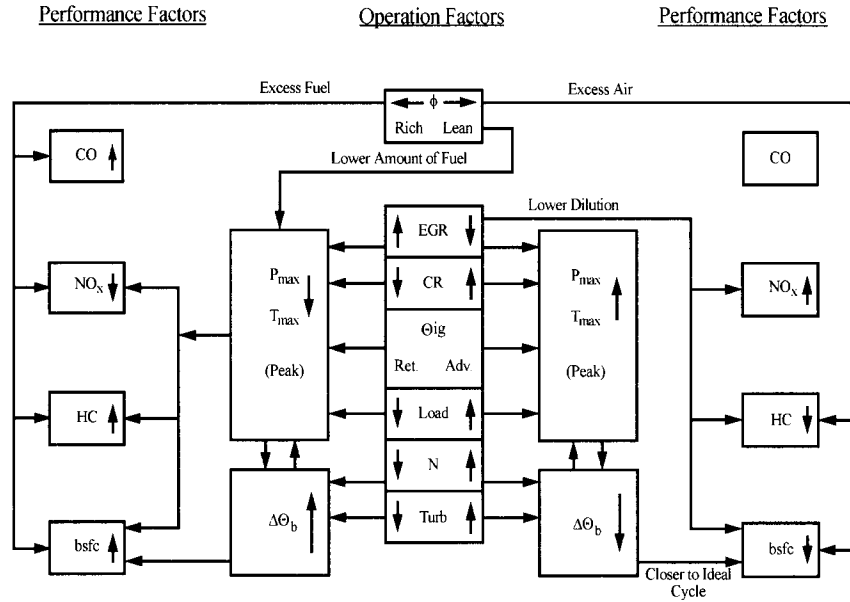 Performance Factors
Operation Factors
Performance Factors
Excess Fuel
Excess Air
ϕ
Rich Lean
CO
CO
Lower Amount of Fuel
Lower Dilution
EGR
CR
Θig
Ret. Adv.
Load
N
Turb
Pmax
Tmax
(Peak)
Pmax
Tmax
(Peak)
NOx
NOx
HC
HC
ΔΘb
ΔΘb
bsfc
bsfc
Closer to Ideal
Cycle